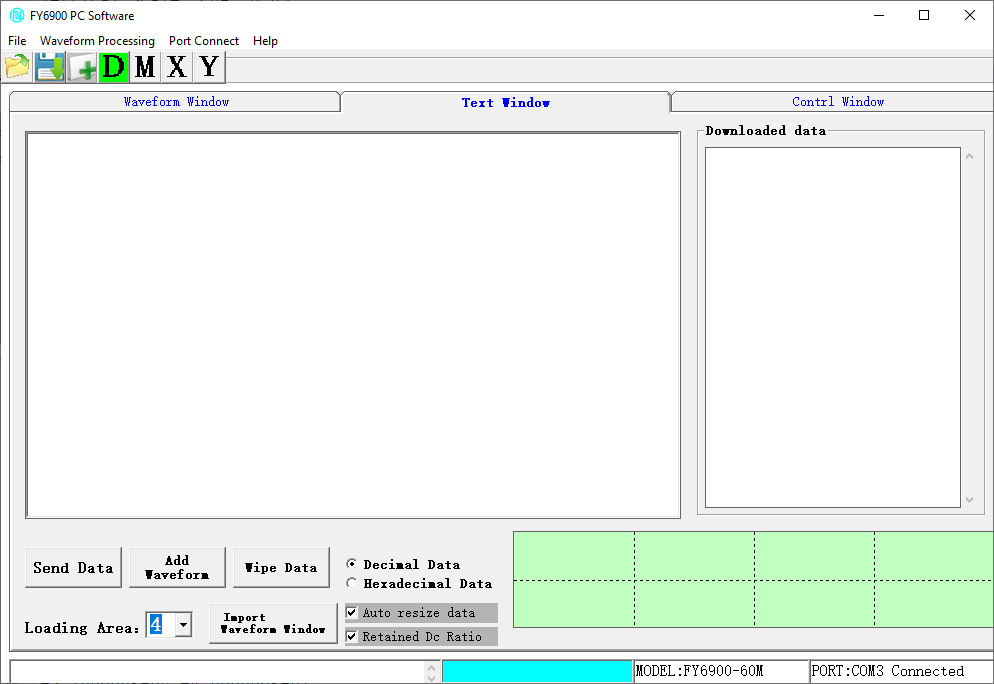 FY6900 PC Software
File Waveform Processing Port Connect Help
D M X Y
Waveform Window Text Window Contrl Window
Downloaded data
Send Data
Add
Waveform
Wipe Data
Decimal Data
Hexadecimal Data
Loading Area: 4
Import
Waveform Window
Auto resize data
Retained Dc Ratio
MODEL:FY6900-60M PORT:COM3 Connected